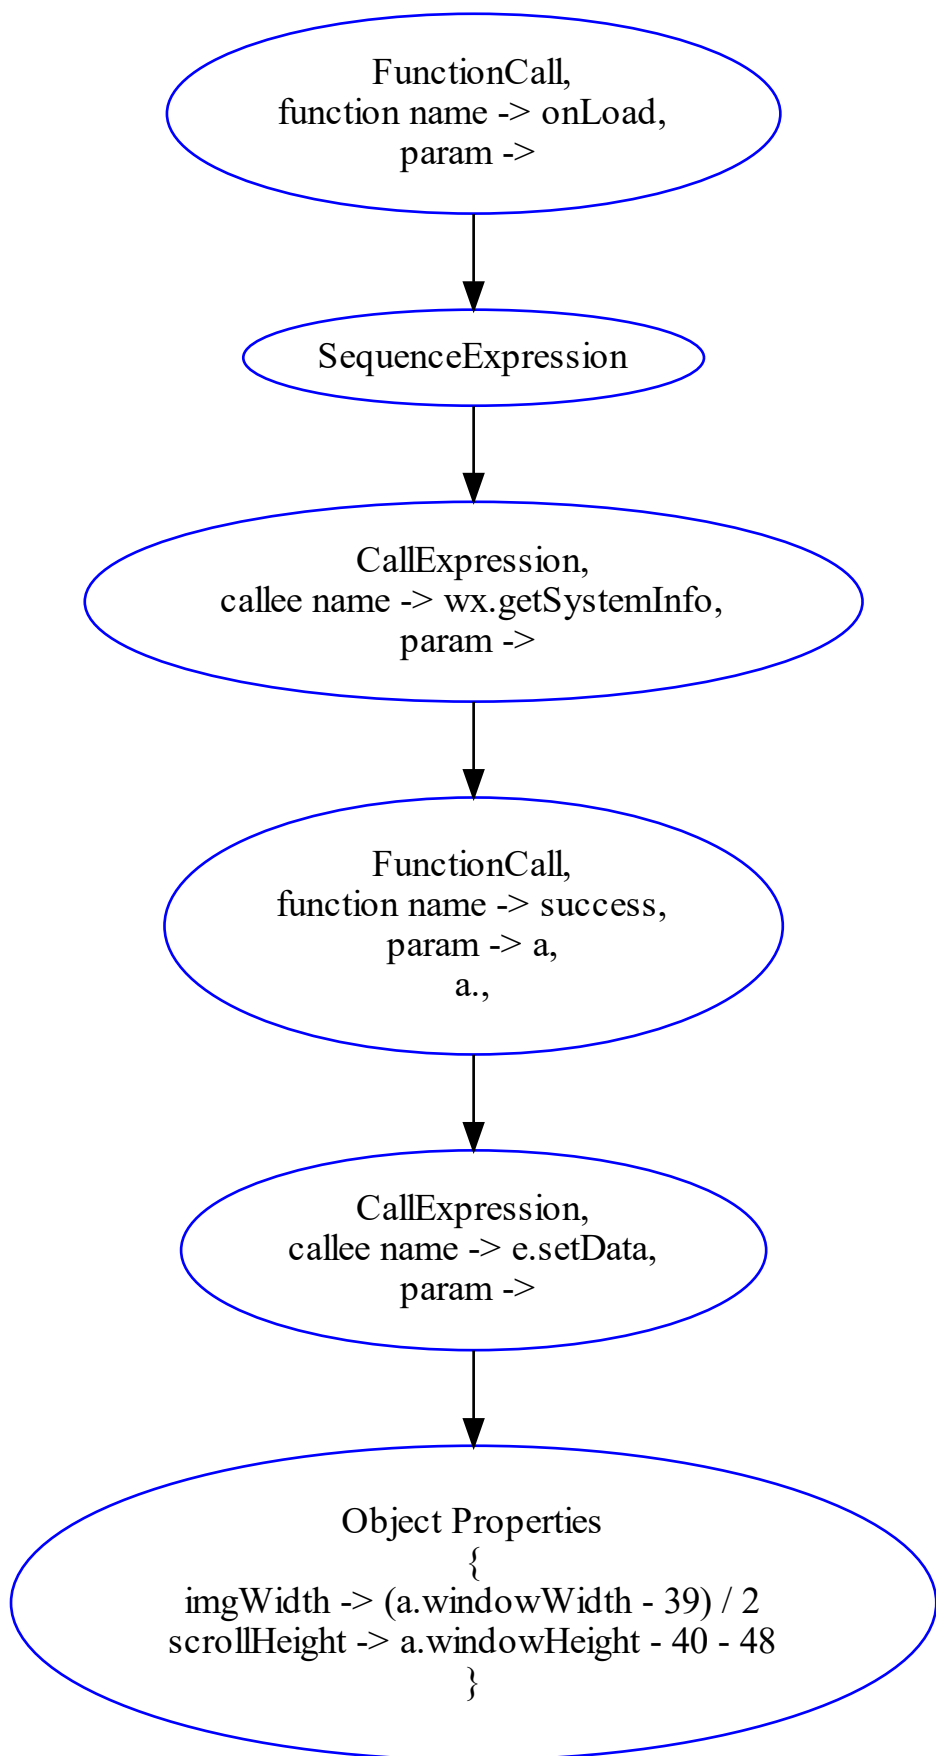 FunctionCall,
function name -> onLoad,
param ->
SequenceExpression
CallExpression,
callee name -> wx.getSystemInfo,
param ->
FunctionCall,
function name -> success,
param -> a,
a.,
CallExpression,
callee name -> e.setData,
param ->
Object Properties
{
imgWidth -> (a.windowWidth - 39) / 2
scrollHeight -> a.windowHeight - 40 - 48
}